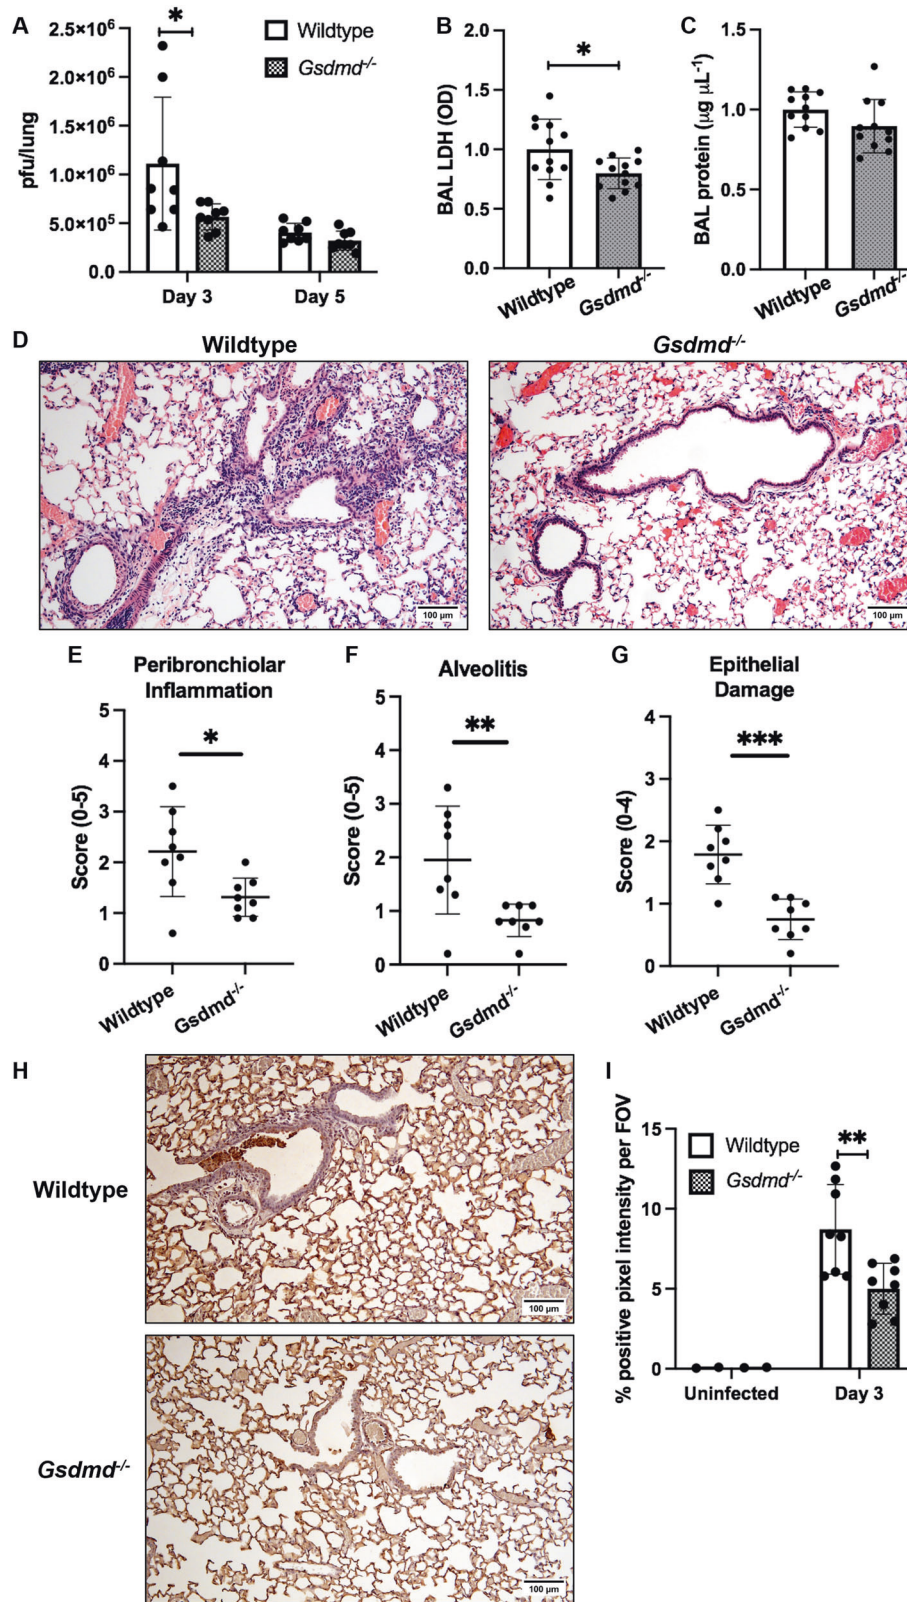 A
*
2.5×10⁶
2.0×10⁶
1.5×10⁶
1.0×10⁶
5.0×10⁵
0.0
pfu/lung
Day 3
Day 5
Wildtype
Gsdmd-/-
B
*
2.0
1.5
1.0
0.5
0.0
BAL LDH (OD)
Wildtype
Gsdmd-/-
C
1.5
1.0
0.5
0.0
BAL protein (µg µL⁻¹)
Wildtype
Gsdmd-/-
D
Wildtype
Gsdmd-/-
100 µm
100 µm
E
Peribronchiolar
Inflammation
*
5
4
3
2
1
0
Score (0-5)
Wildtype
Gsdmd-/-
F
Alveolitis
**
5
4
3
2
1
0
Score (0-5)
Wildtype
Gsdmd-/-
G
Epithelial
Damage
***
4
3
2
1
0
Score (0-4)
Wildtype
Gsdmd-/-
H
Wildtype
100 µm
Gsdmd-/-
100 µm
I
Wildtype
Gsdmd-/-
**
15
10
5
0
% positive pixel intensity per FOV
Uninfected
Day 3